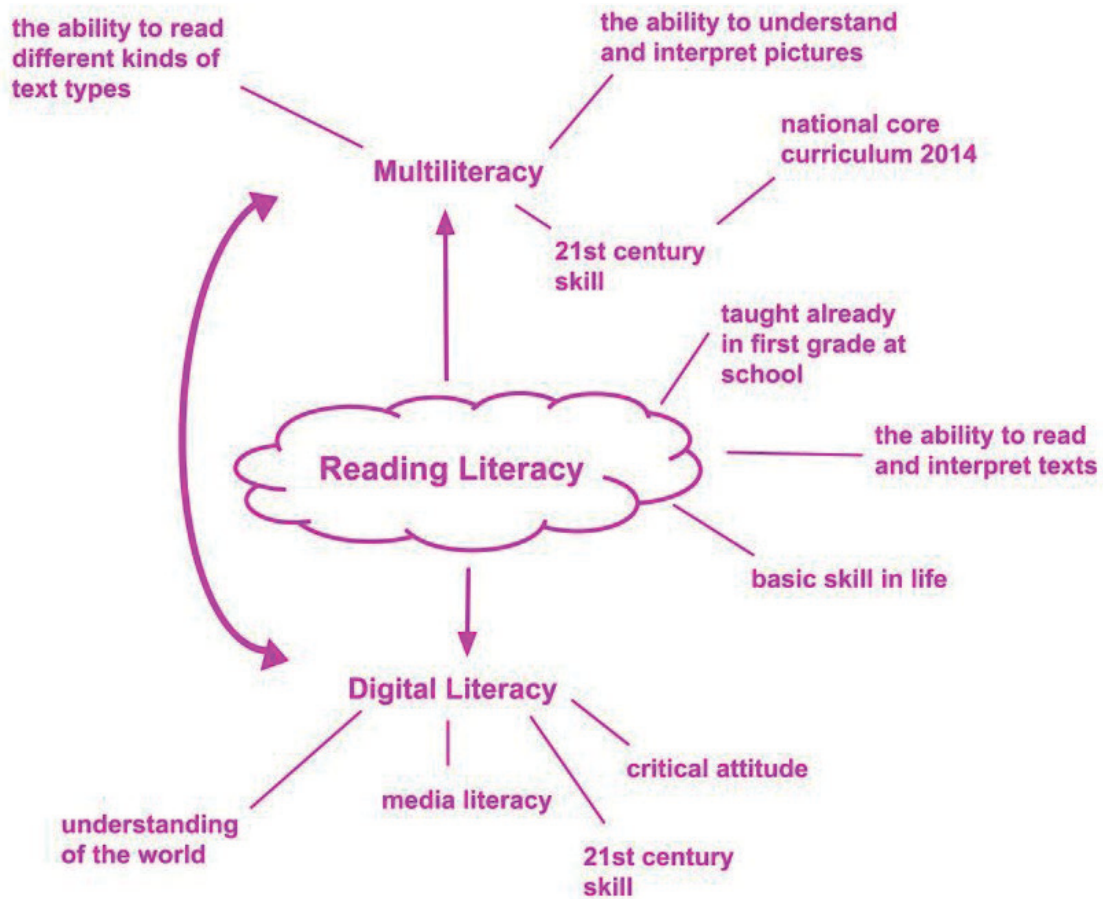 the ability to read
different kinds of
text types
the ability to understand
and interpret pictures
national core
curriculum 2014
Multiliteracy
21st century
skill
taught already
in first grade at
school
Reading Literacy
the ability to read
and interpret texts
basic skill in life
Digital Literacy
critical attitude
media literacy
understanding
of the world
21st century
skill